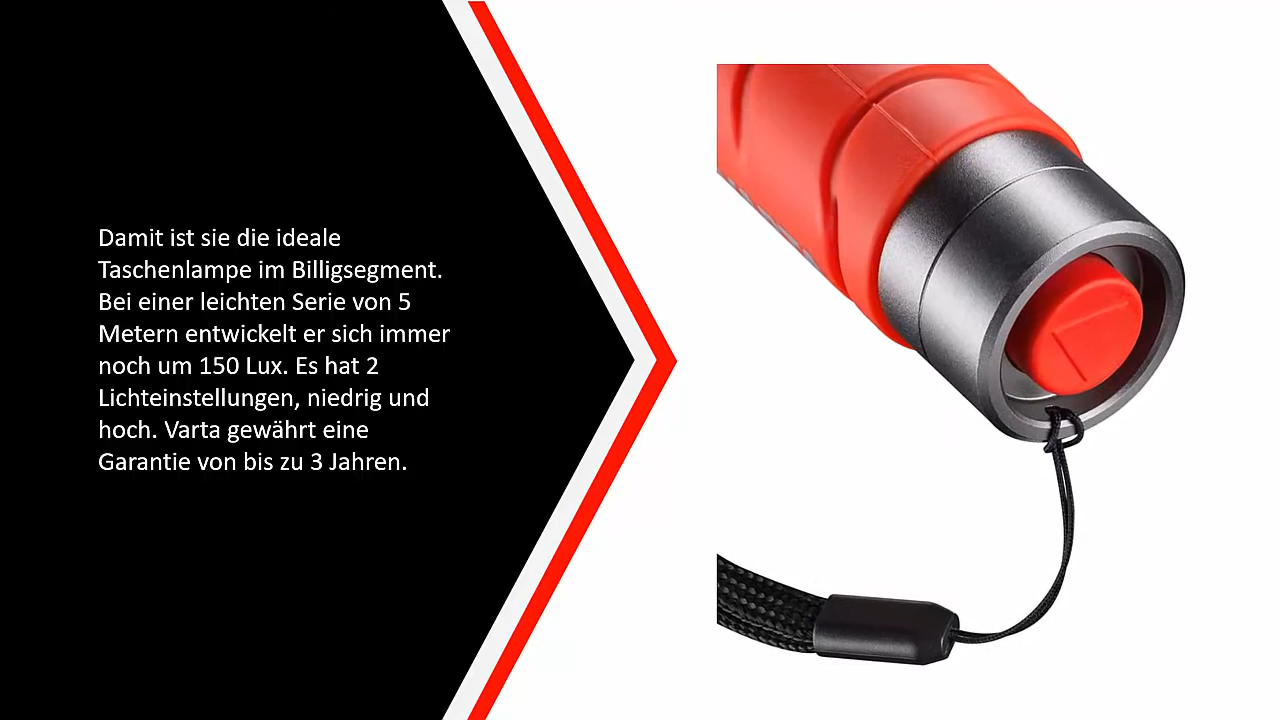 Damit ist sie die ideale
Taschenlampe im Billigsegment.
Bei einer leichten Serie von 5
Metern entwickelt er sich immer
noch um 150 Lux. Es hat 2
Lichteinstellungen, niedrig und
hoch. Varta gewährt eine
Garantie von bis zu 3 Jahren.